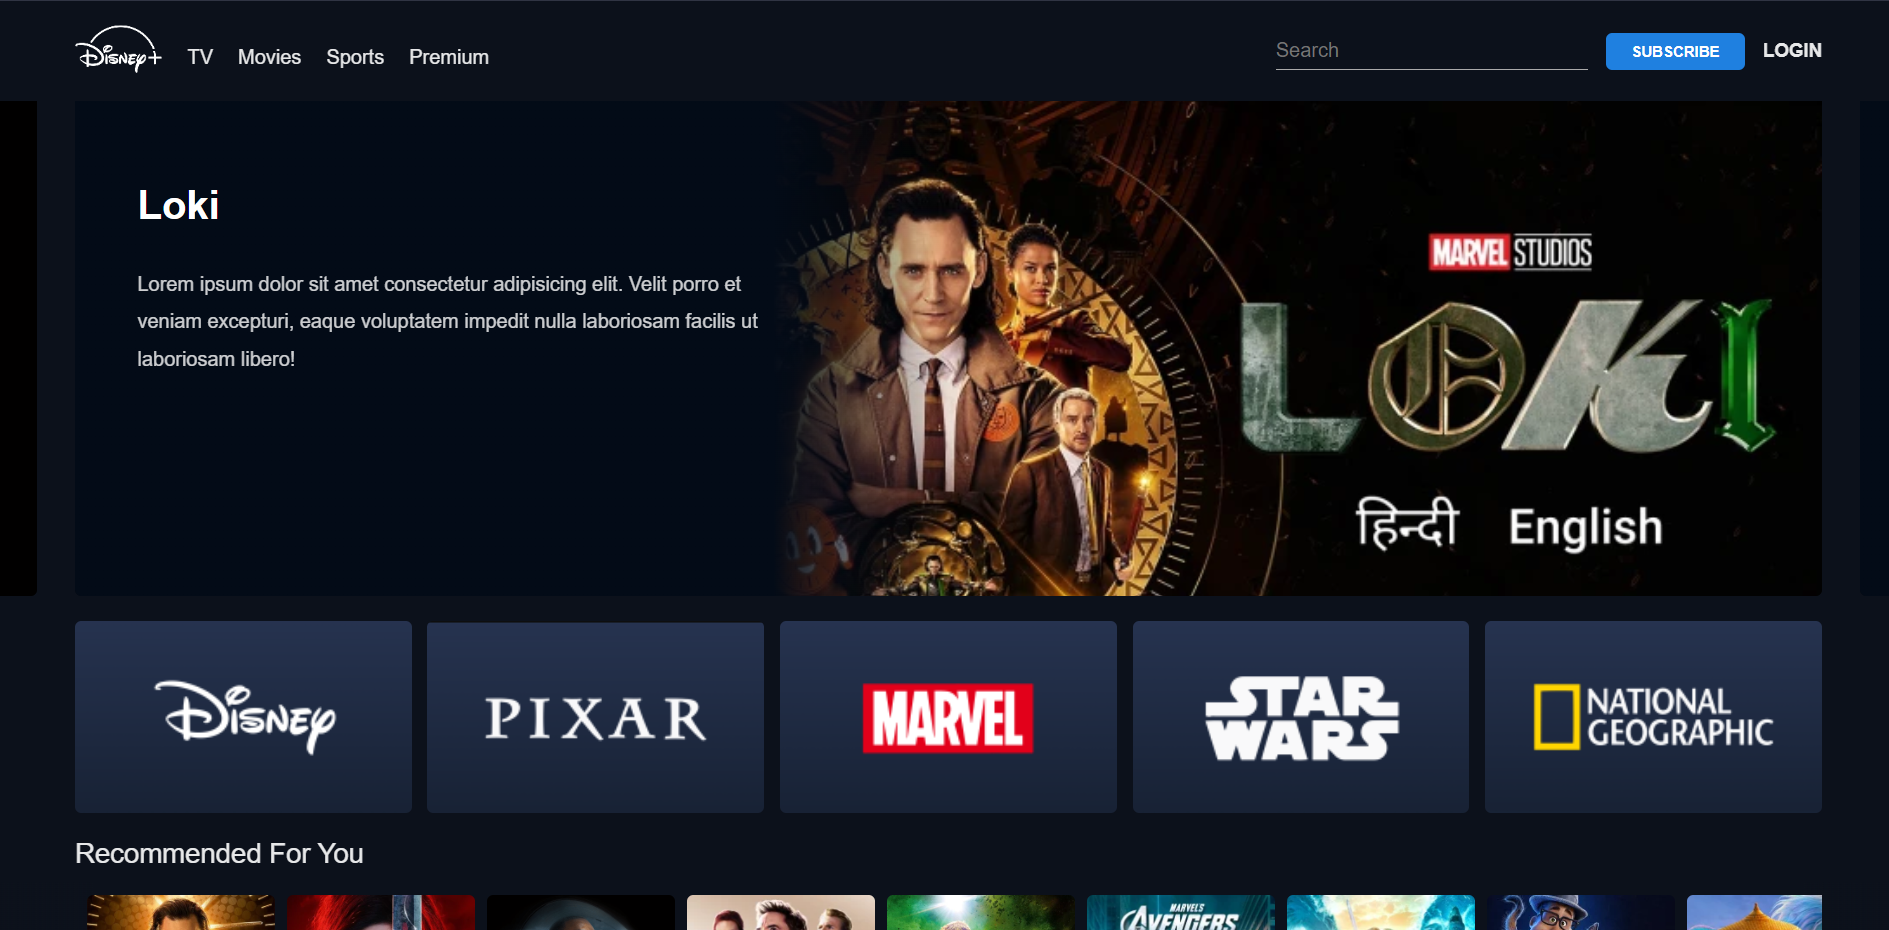 Disney+
TV Movies Sports Premium
Search
SUBSCRIBE
LOGIN
Loki
Lorem ipsum dolor sit amet consectetur adipisicing elit. Velit porro et
veniam excepturi, eaque voluptatem impedit nulla laboriosam facilis ut
laboriosam libero!
MARVEL STUDIOS
LOKI
हिन्दी English
Disney
PIXAR
MARVEL
STAR
WARS
NATIONAL
GEOGRAPHIC
Recommended For You
MARVEL'S
AVENGERS